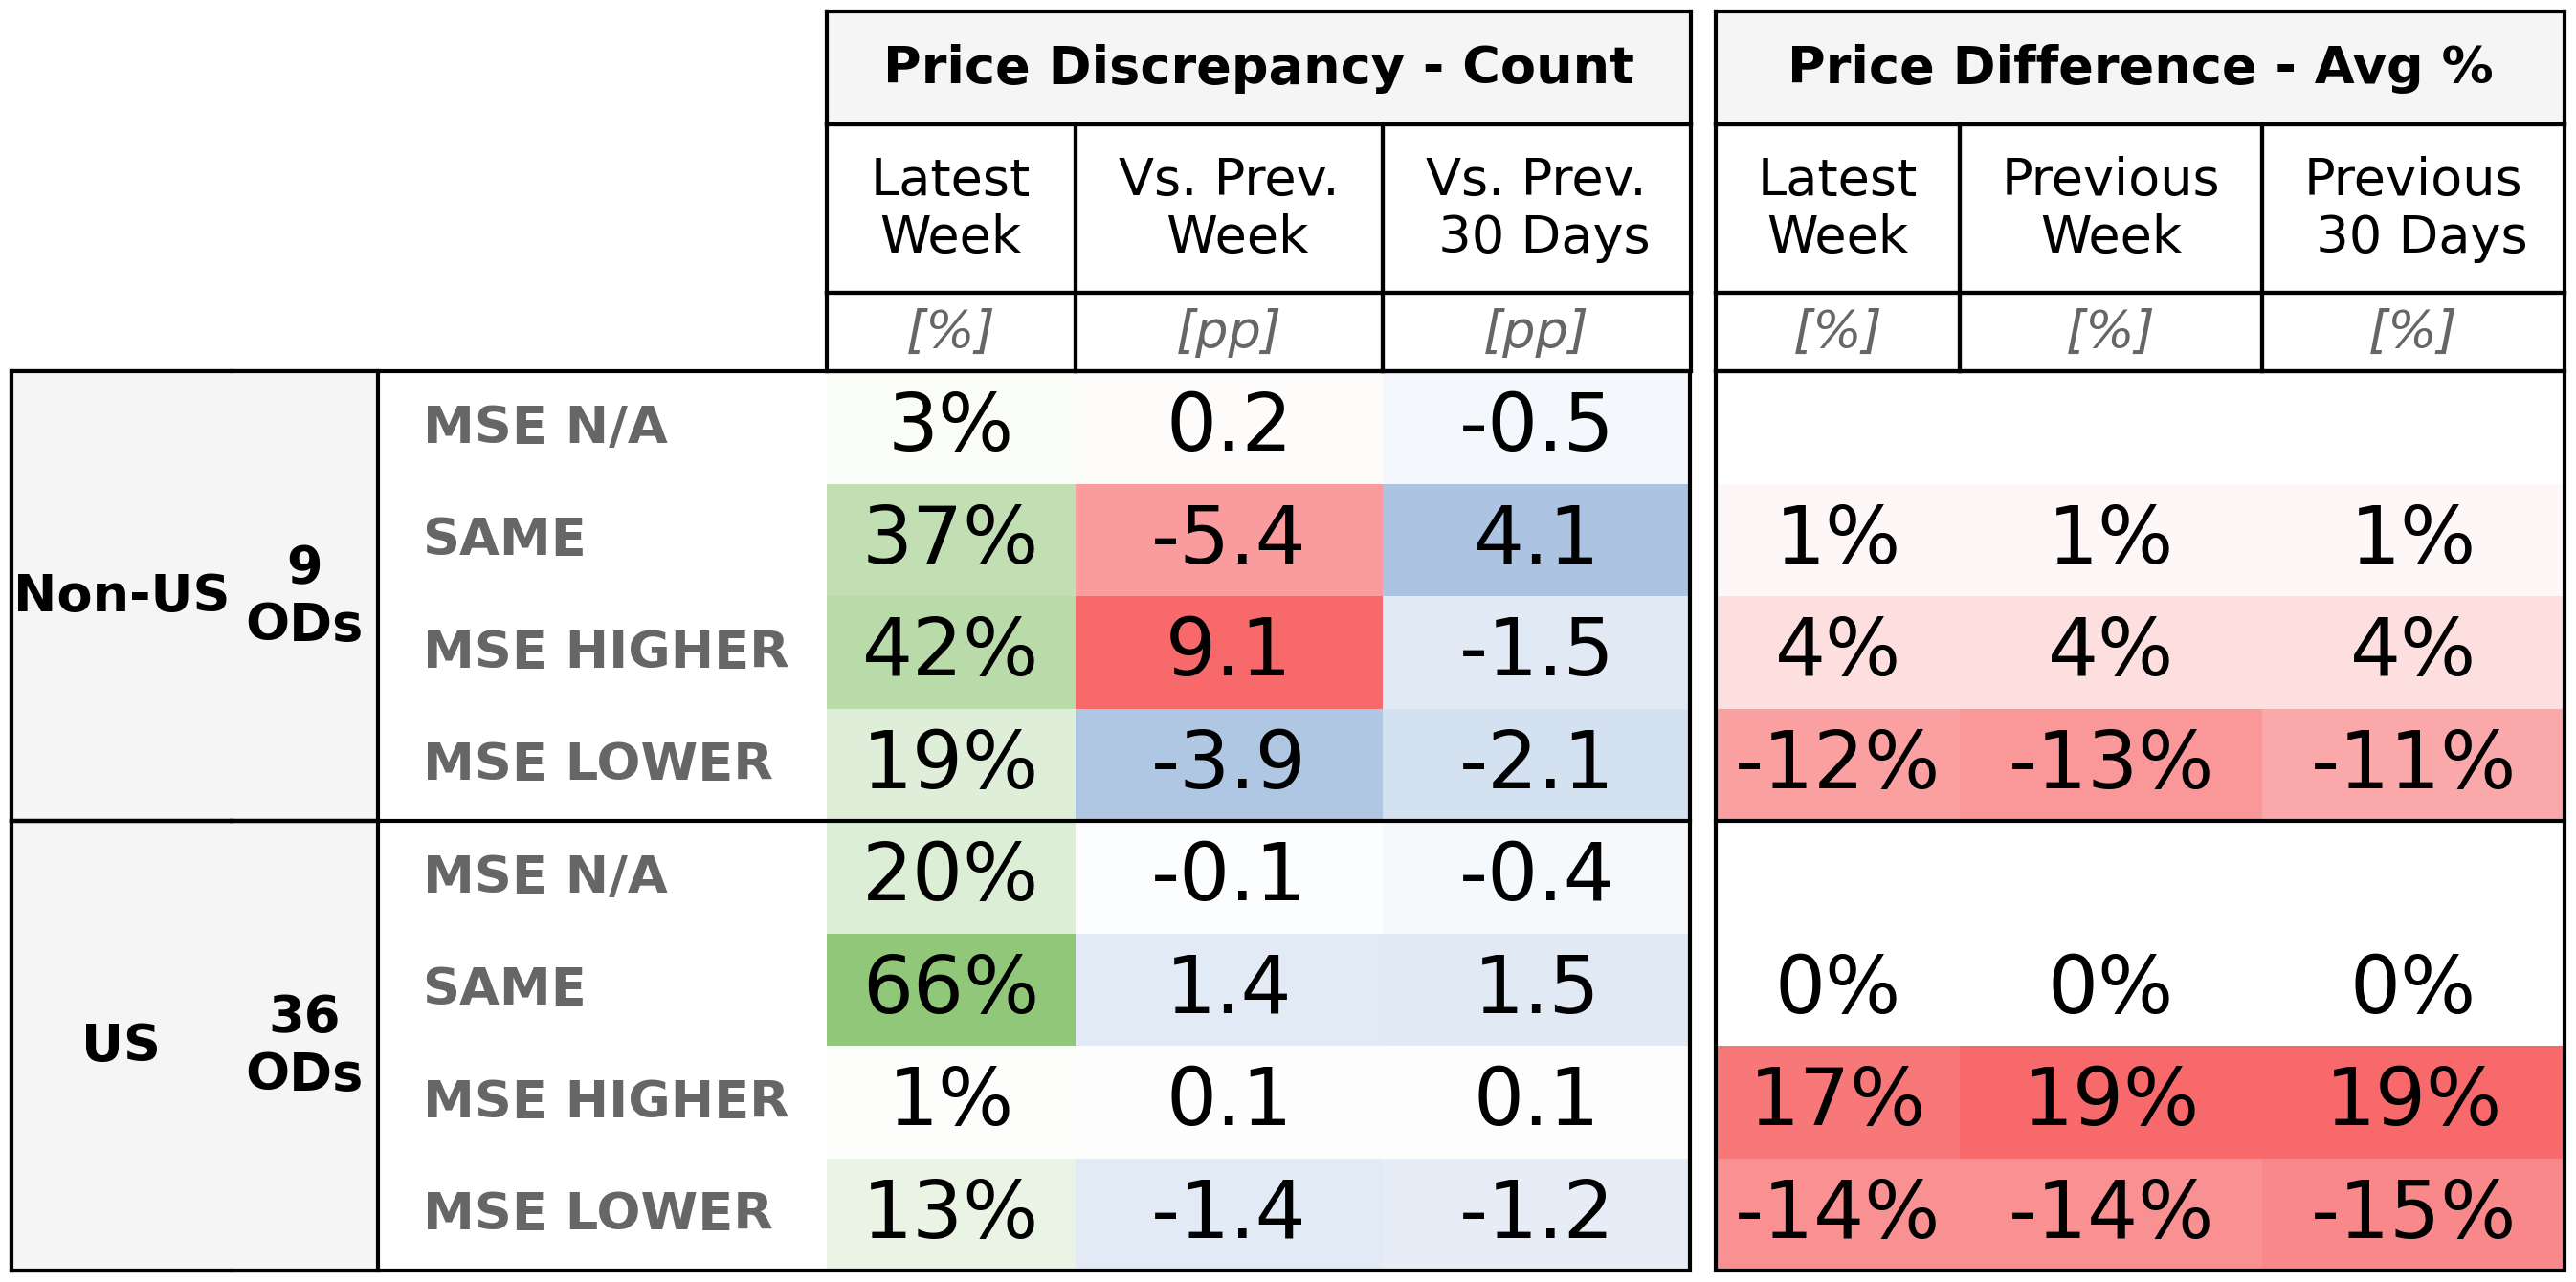 Price Discrepancy - Count Price Difference - Avg %
Latest Week Vs. Prev. Week Vs. Prev. 30 Days Latest Week Previous Week Previous 30 Days
[%] [pp] [pp] [%] [%] [%]
Non-US 9 ODs
MSE N/A 3% 0.2 -0.5
SAME 37% -5.4 4.1 1% 1% 1%
MSE HIGHER 42% 9.1 -1.5 4% 4% 4%
MSE LOWER 19% -3.9 -2.1 -12% -13% -11%
US 36 ODs
MSE N/A 20% -0.1 -0.4
SAME 66% 1.4 1.5 0% 0% 0%
MSE HIGHER 1% 0.1 0.1 17% 19% 19%
MSE LOWER 13% -1.4 -1.2 -14% -14% -15%